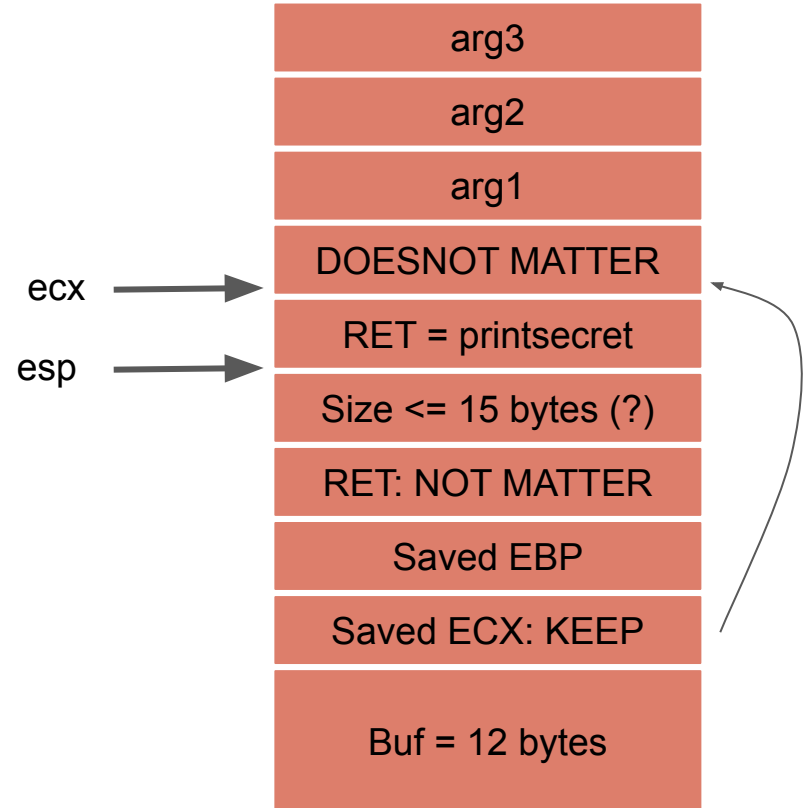 arg3
arg2
arg1
DOESNOT MATTER
ecx
RET = printsecret
esp
Size <= 15 bytes (?)
RET: NOT MATTER
Saved EBP
Saved ECX: KEEP
Buf = 12 bytes